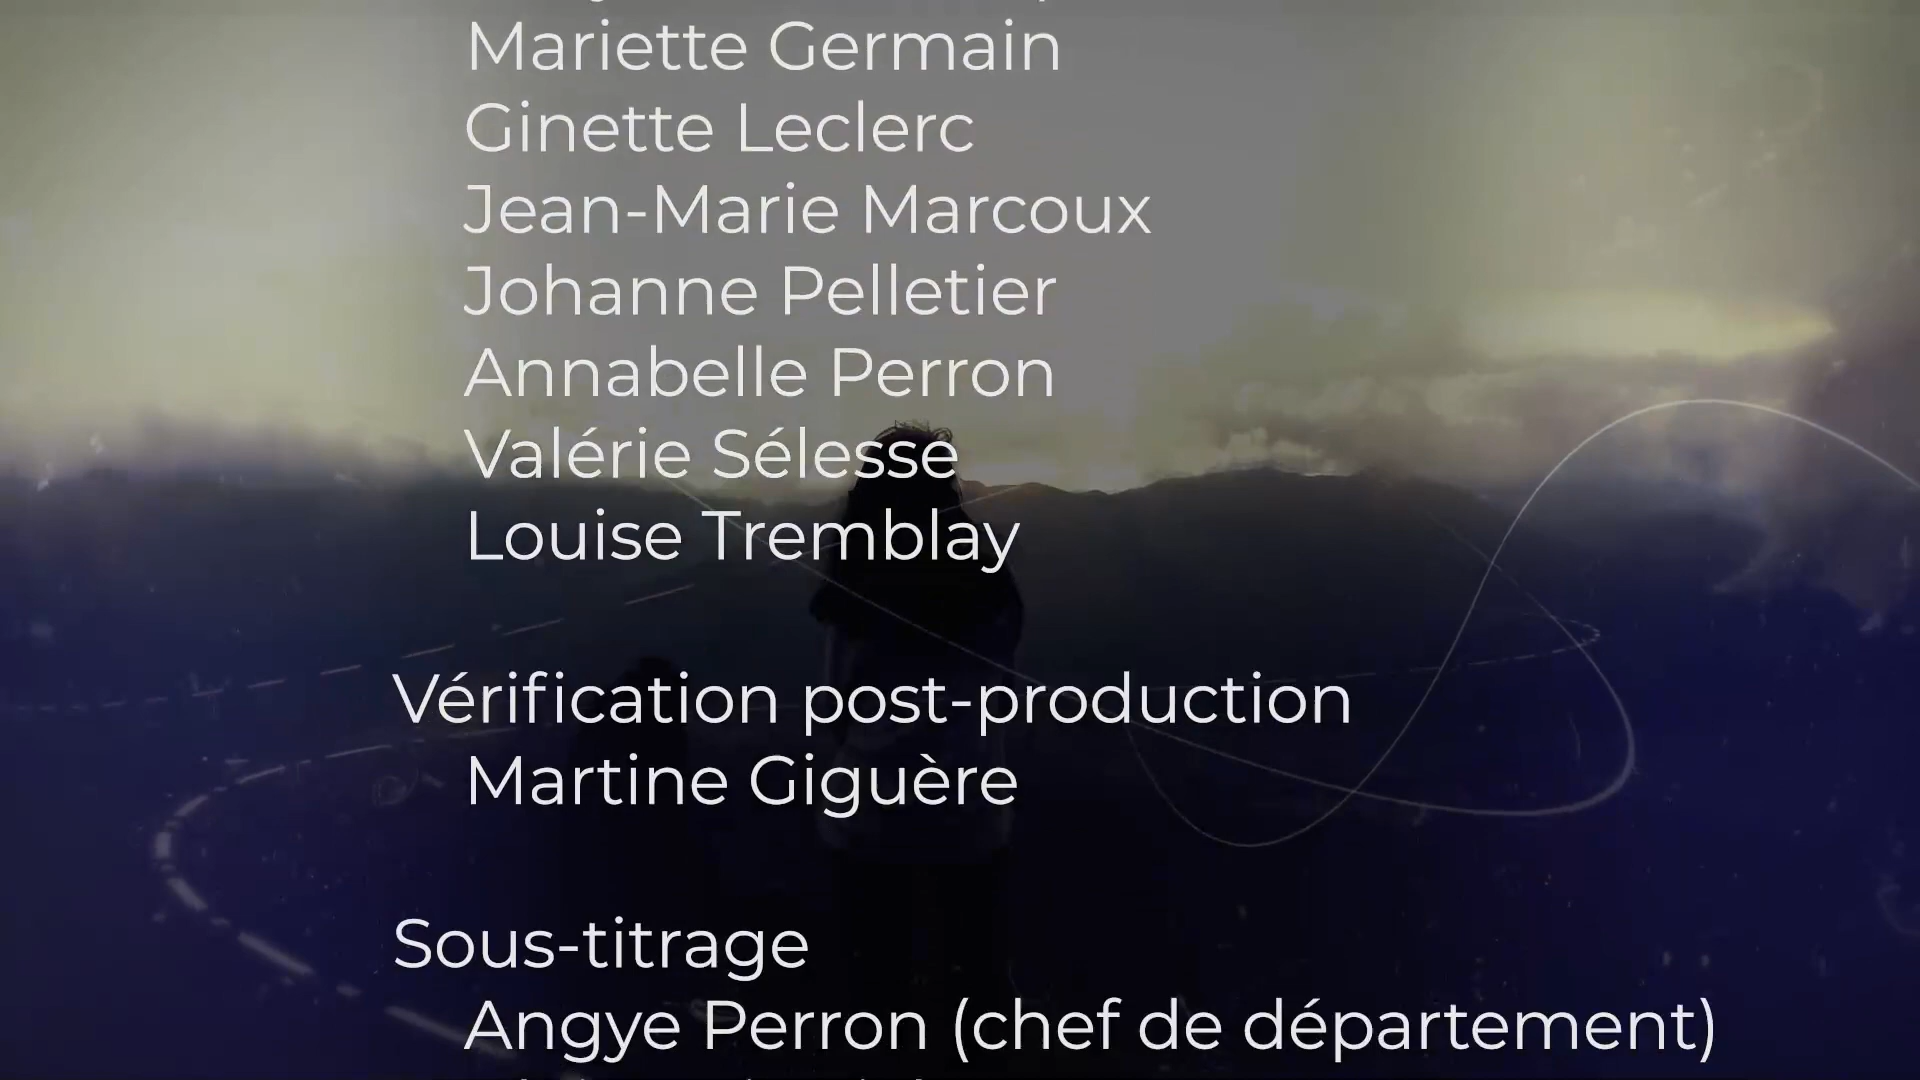 Mariette Germain
Ginette Leclerc
Jean-Marie Marcoux
Johanne Pelletier
Annabelle Perron
Valérie Sélesse
Louise Tremblay
Vérification post-production
Martine Giguère
Sous-titrage
Angye Perron (chef de département)